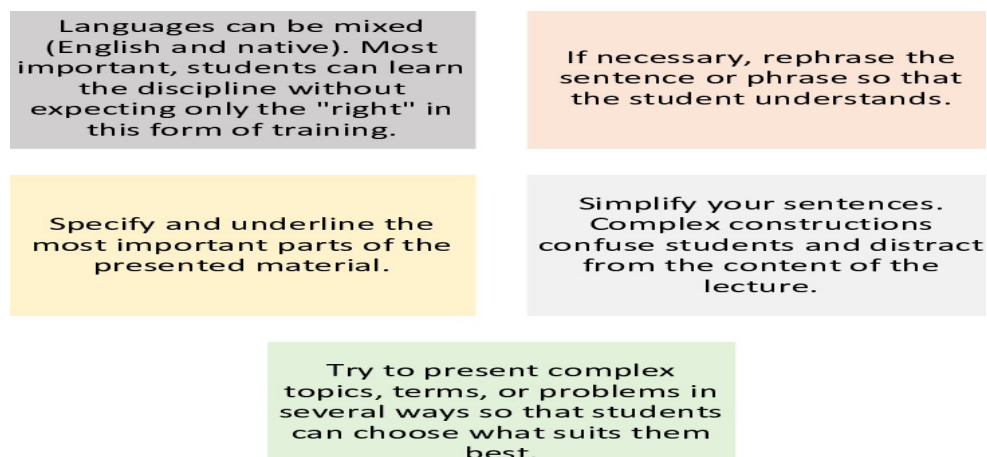 Languages can be mixed
(English and native). Most
important, students can learn
the discipline without
expecting only the "right" in
this form of training.
If necessary, rephrase the
sentence or phrase so that
the student understands.
Specify and underline the
most important parts of the
presented material.
Simplify your sentences.
Complex constructions
confuse students and distract
from the content of the
lecture.
Try to present complex
topics, terms, or problems in
several ways so that students
can choose what suits them
best.